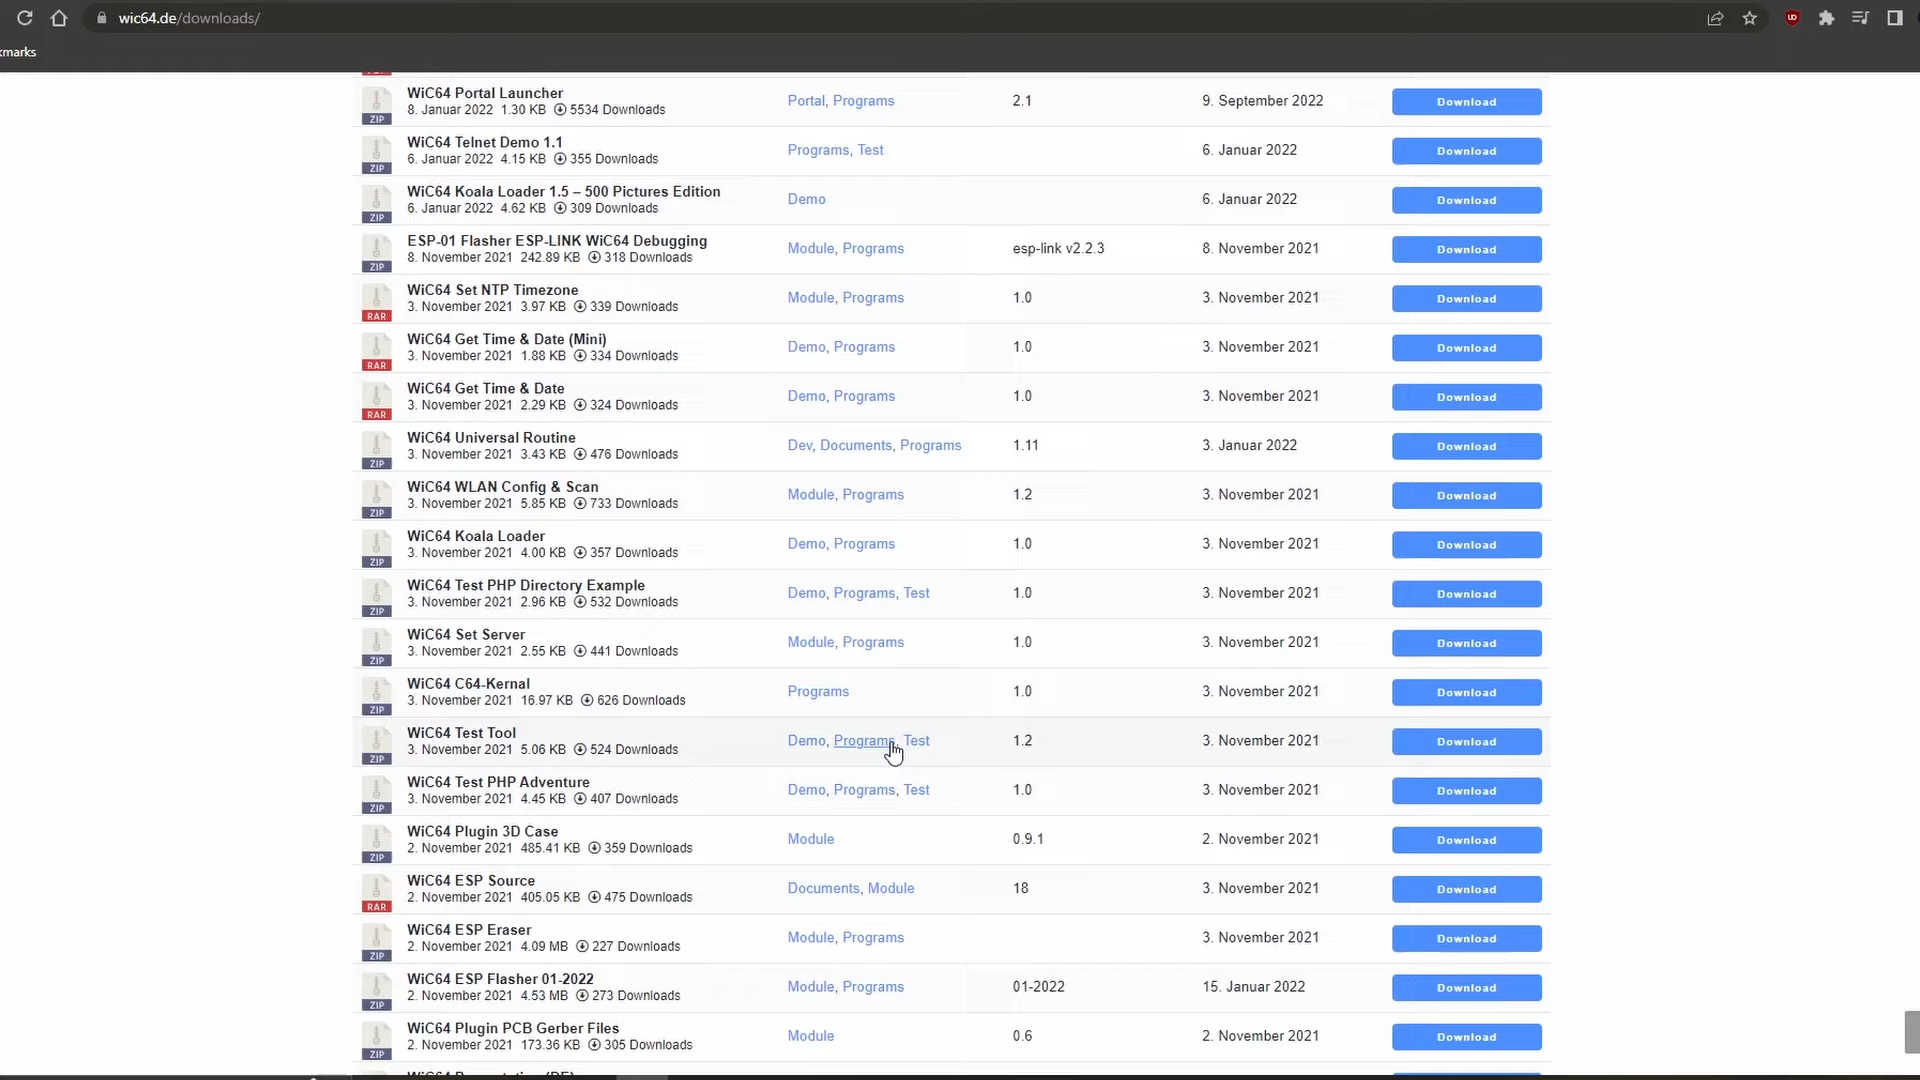 wic64.de/downloads/
kmarks
WiC64 Portal Launcher
8. Januar 2022 1.30 KB 5534 Downloads
Portal, Programs 2.1 9. September 2022 Download
ZIP
WiC64 Telnet Demo 1.1
6. Januar 2022 4.15 KB 355 Downloads
Programs, Test 6. Januar 2022 Download
ZIP
WiC64 Koala Loader 1.5 – 500 Pictures Edition
6. Januar 2022 4.62 KB 309 Downloads
Demo 6. Januar 2022 Download
ZIP
ESP-01 Flasher ESP-LINK WiC64 Debugging
8. November 2021 242.89 KB 318 Downloads
Module, Programs esp-link v2.2.3 8. November 2021 Download
ZIP
WiC64 Set NTP Timezone
3. November 2021 3.97 KB 339 Downloads
Module, Programs 1.0 3. November 2021 Download
RAR
WiC64 Get Time & Date (Mini)
3. November 2021 1.88 KB 334 Downloads
Demo, Programs 1.0 3. November 2021 Download
RAR
WiC64 Get Time & Date
3. November 2021 2.29 KB 324 Downloads
Demo, Programs 1.0 3. November 2021 Download
RAR
WiC64 Universal Routine
3. November 2021 3.43 KB 476 Downloads
Dev, Documents, Programs 1.11 3. Januar 2022 Download
ZIP
WiC64 WLAN Config & Scan
3. November 2021 5.85 KB 733 Downloads
Module, Programs 1.2 3. November 2021 Download
ZIP
WiC64 Koala Loader
3. November 2021 4.00 KB 357 Downloads
Demo, Programs 1.0 3. November 2021 Download
ZIP
WiC64 Test PHP Directory Example
3. November 2021 2.96 KB 532 Downloads
Demo, Programs, Test 1.0 3. November 2021 Download
ZIP
WiC64 Set Server
3. November 2021 2.55 KB 441 Downloads
Module, Programs 1.0 3. November 2021 Download
ZIP
WiC64 C64-Kernal
3. November 2021 16.97 KB 626 Downloads
Programs 1.0 3. November 2021 Download
ZIP
WiC64 Test Tool
3. November 2021 5.06 KB 524 Downloads
Demo, Programs, Test 1.2 3. November 2021 Download
ZIP
WiC64 Test PHP Adventure
3. November 2021 4.45 KB 407 Downloads
Demo, Programs, Test 1.0 3. November 2021 Download
ZIP
WiC64 Plugin 3D Case
2. November 2021 485.41 KB 359 Downloads
Module 0.9.1 2. November 2021 Download
ZIP
WiC64 ESP Source
2. November 2021 405.05 KB 475 Downloads
Documents, Module 18 3. November 2021 Download
RAR
WiC64 ESP Eraser
2. November 2021 4.09 MB 227 Downloads
Module, Programs 3. November 2021 Download
ZIP
WiC64 ESP Flasher 01-2022
2. November 2021 4.53 MB 273 Downloads
Module, Programs 01-2022 15. Januar 2022 Download
ZIP
WiC64 Plugin PCB Gerber Files
2. November 2021 173.36 KB 305 Downloads
Module 0.6 2. November 2021 Download
ZIP